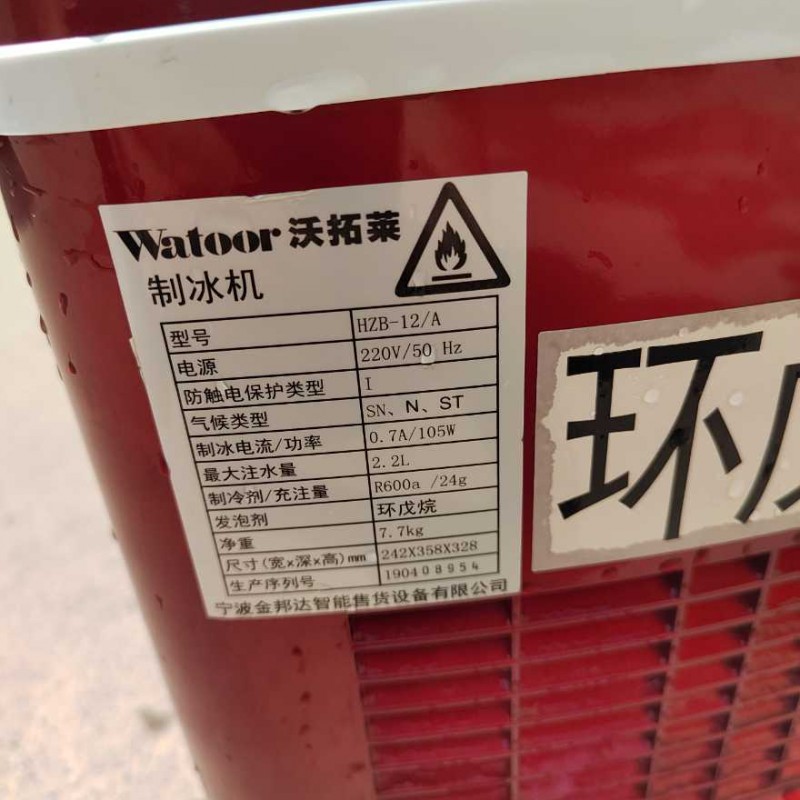 Watoor 沃拓莱
制冰机
型号 HZB-12/A
电源 220V/50 Hz
防触电保护类型 I
气候类型 SN、N、ST
制冰电流/功率 0.7A/105W
最大注水量 2.2L
制冷剂/充注量 R600a /24g
发泡剂 环戊烷
净重 7.7kg
尺寸(宽×深×高)mm 242X358X328
生产序列号 190408954
宁波金邦达智能售货设备有限公司
环